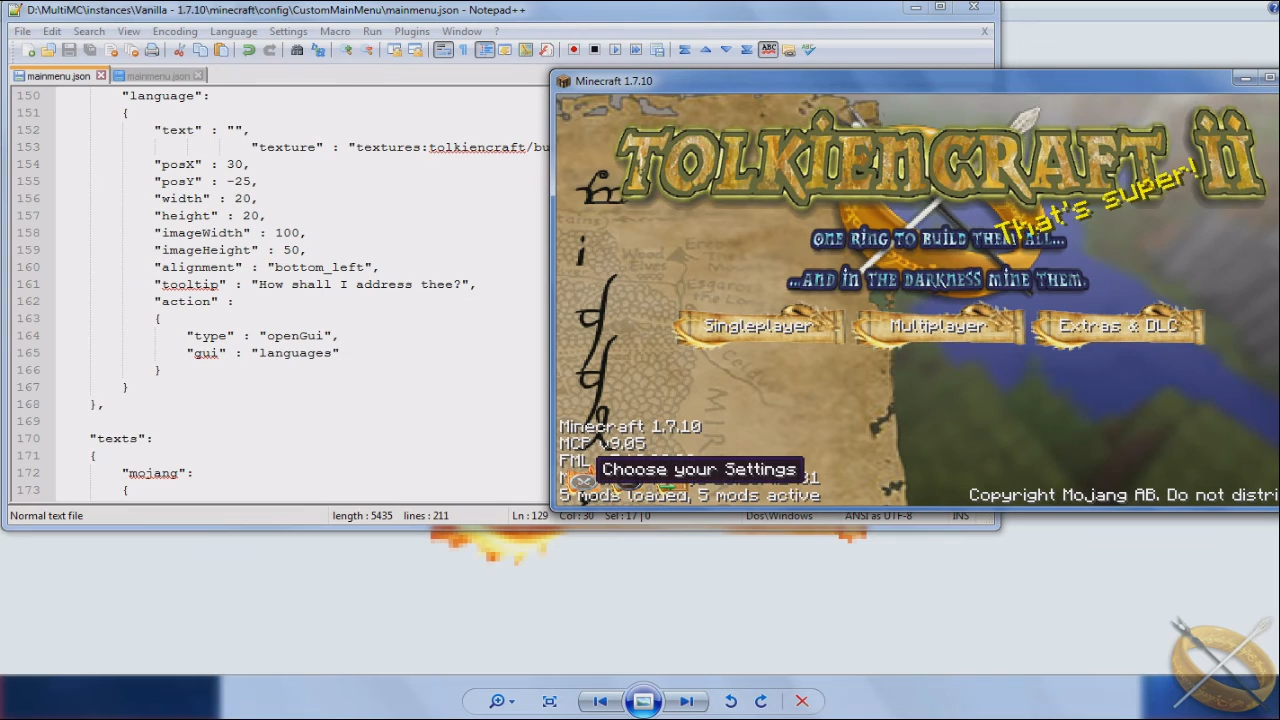 D:\MultiMC\instances\Vanilla - 1.7.10\minecraft\config\CustomMainMenu\mainmenu.json - Notepad++
File Edit Search View Encoding Language Settings Macro Run Plugins Window ? X
mainmenu.json mainmenu.json
150 "language":
151 {
152 "text" : "",
153 "texture" : "textures:tolkiencraft/bu
154 "posX" : 30,
155 "posY" : -25,
156 "width" : 20,
157 "height" : 20,
158 "imageWidth" : 100,
159 "imageHeight" : 50,
160 "alignment" : "bottom_left",
161 "tooltip" : "How shall I address thee?",
162 "action" :
163 {
164 "type" : "openGui",
165 "gui" : "languages"
166 }
167 }
168 },
169
170 "texts":
171 {
172 "mojang":
173 {
Normal text file length : 5435 lines : 211 Ln : 129 Col : 30 Sel : 17 | 0 Dos\Windows ANSI as UTF-8 INS
Minecraft 1.7.10
TOLKIENCRAFT II
That's super!
ONE RING TO BUILD THEM ALL...
...AND IN THE DARKNESS MINE THEM.
Singleplayer Multiplayer Extras & DLC
Minecraft 1.7.10
MCP v9.05
FML
Choose your Settings
5 mods loaded, 5 mods active
Copyright Mojang AB. Do not distri